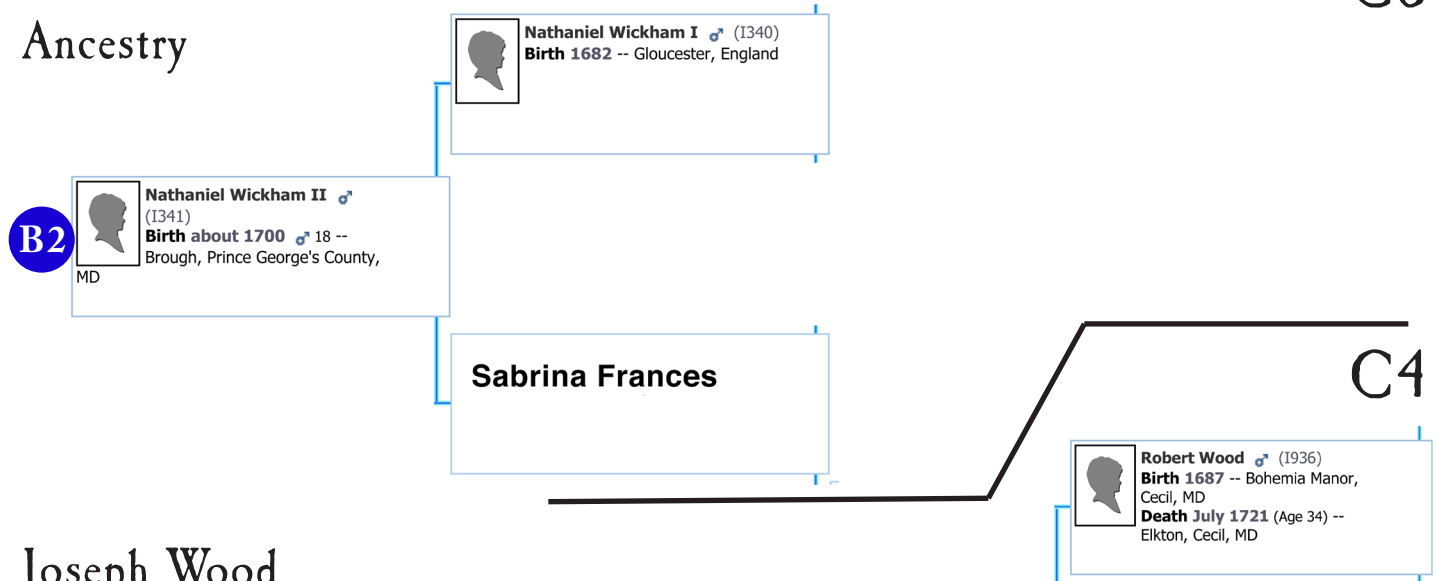 Ancestry
Nathaniel Wickham I ♂ (I340)
Birth 1682 -- Gloucester, England
B2
Nathaniel Wickham II ♂
(I341)
Birth about 1700 ♂ 18 --
Brough, Prince George's County,
MD
Sabrina Frances
C4
Robert Wood ♂ (I936)
Birth 1687 -- Bohemia Manor,
Cecil, MD
Death July 1721 (Age 34) --
Elkton, Cecil, MD
Joseph Wood